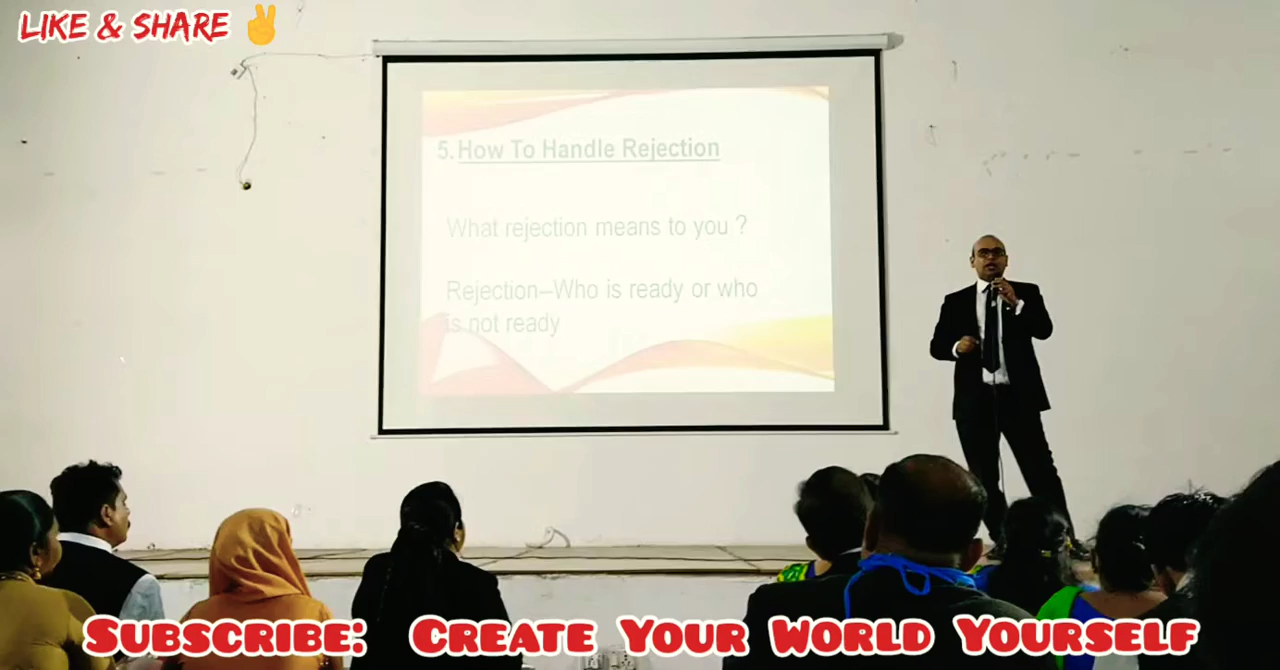 LIKE & SHARE ✌
5. How To Handle Rejection
What rejection means to you ?
Rejection–Who is ready or who
is not ready
SUBSCRIBE: CREATE YOUR WORLD YOURSELF